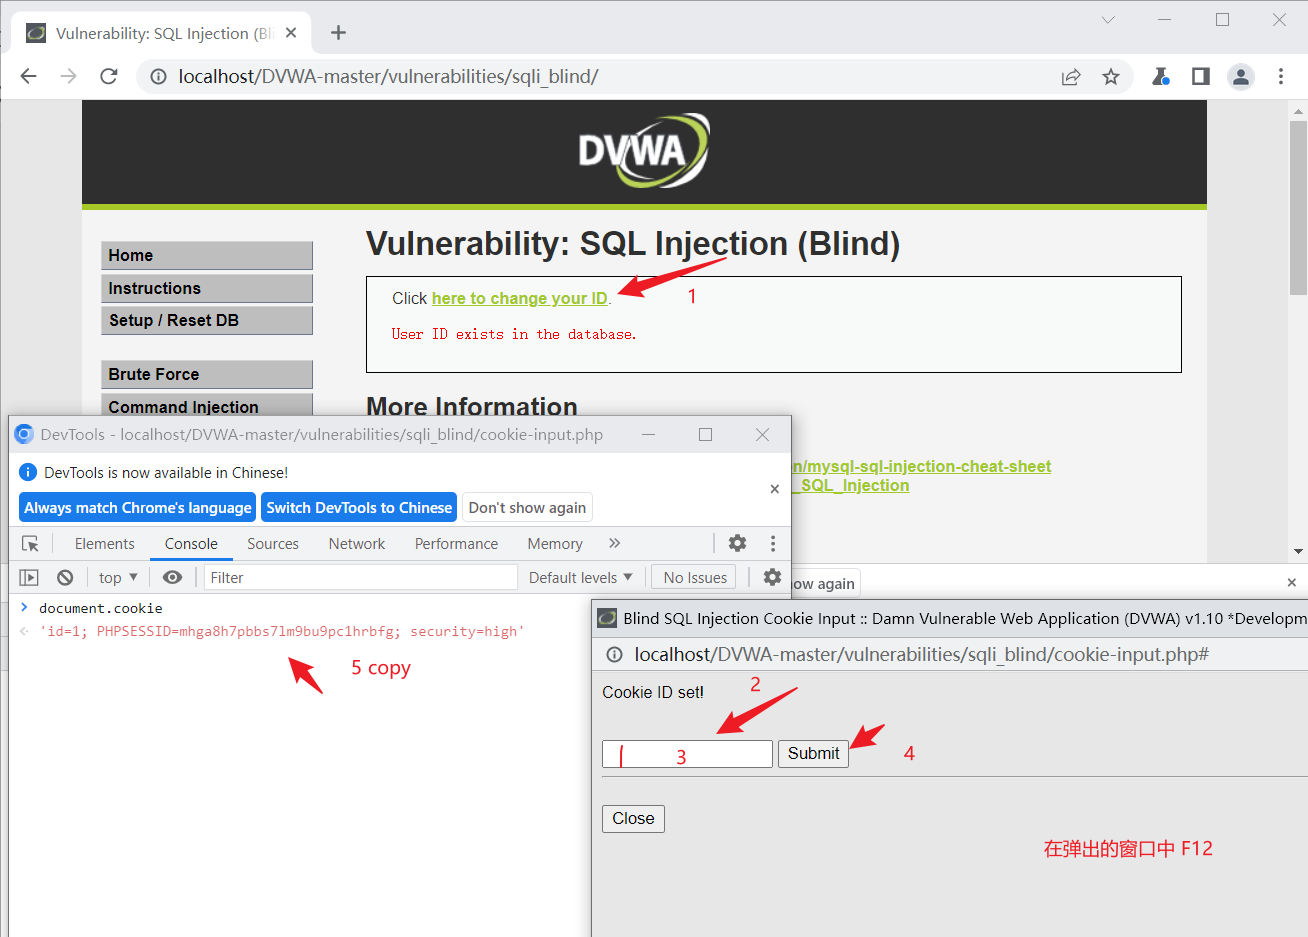 Vulnerability: SQL Injection (Bli
localhost/DVWA-master/vulnerabilities/sqli_blind/
DVWA
Home
Instructions
Setup / Reset DB
Brute Force
Command Injection
Vulnerability: SQL Injection (Blind)
Click here to change your ID.
1
User ID exists in the database.
More Information
n/mysql-sql-injection-cheat-sheet
_SQL_Injection
DevTools - localhost/DVWA-master/vulnerabilities/sqli_blind/cookie-input.php
DevTools is now available in Chinese!
Always match Chrome's language Switch DevTools to Chinese Don't show again
Elements Console Sources Network Performance Memory
top Filter Default levels No Issues
document.cookie
'id=1; PHPSESSID=mhga8h7pbbs7lm9bu9pc1hrbfg; security=high'
5 copy
ow again
Blind SQL Injection Cookie Input :: Damn Vulnerable Web Application (DVWA) v1.10 *Developm
localhost/DVWA-master/vulnerabilities/sqli_blind/cookie-input.php#
Cookie ID set!
2
3
Submit
4
Close
在弹出的窗口中 F12